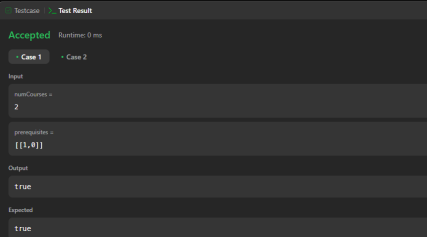 Testcase >_ Test Result
Accepted Runtime: 0 ms
• Case 1 • Case 2
Input
numCourses =
2
prerequisites =
[[1,0]]
Output
true
Expected
true